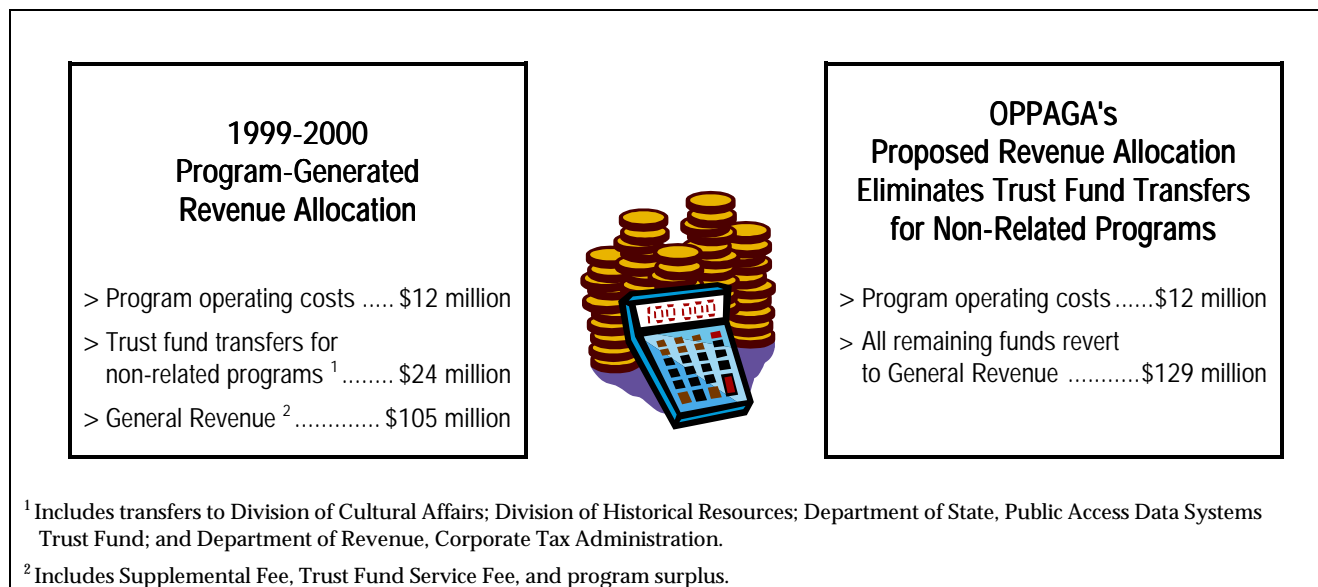 1999-2000
Program-Generated
Revenue Allocation
> Program operating costs ..... $12 million
> Trust fund transfers for
non-related programs 1 ........ $24 million
> General Revenue 2 ............. $105 million
100 000
OPPAGA's
Proposed Revenue Allocation
Eliminates Trust Fund Transfers
for Non-Related Programs
> Program operating costs ......$12 million
> All remaining funds revert
to General Revenue ...........$129 million
1 Includes transfers to Division of Cultural Affairs; Division of Historical Resources; Department of State, Public Access Data Systems
Trust Fund; and Department of Revenue, Corporate Tax Administration.
2 Includes Supplemental Fee, Trust Fund Service Fee, and program surplus.